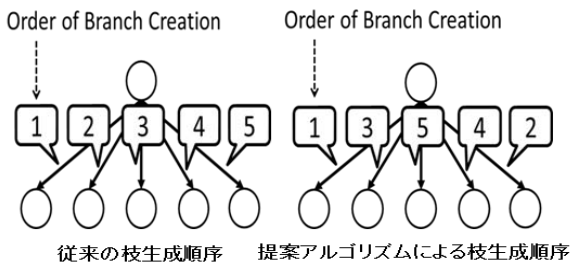 Order of Branch Creation
1 2 3 4 5
従来の枝生成順序
Order of Branch Creation
1 3 5 4 2
提案アルゴリズムによる枝生成順序